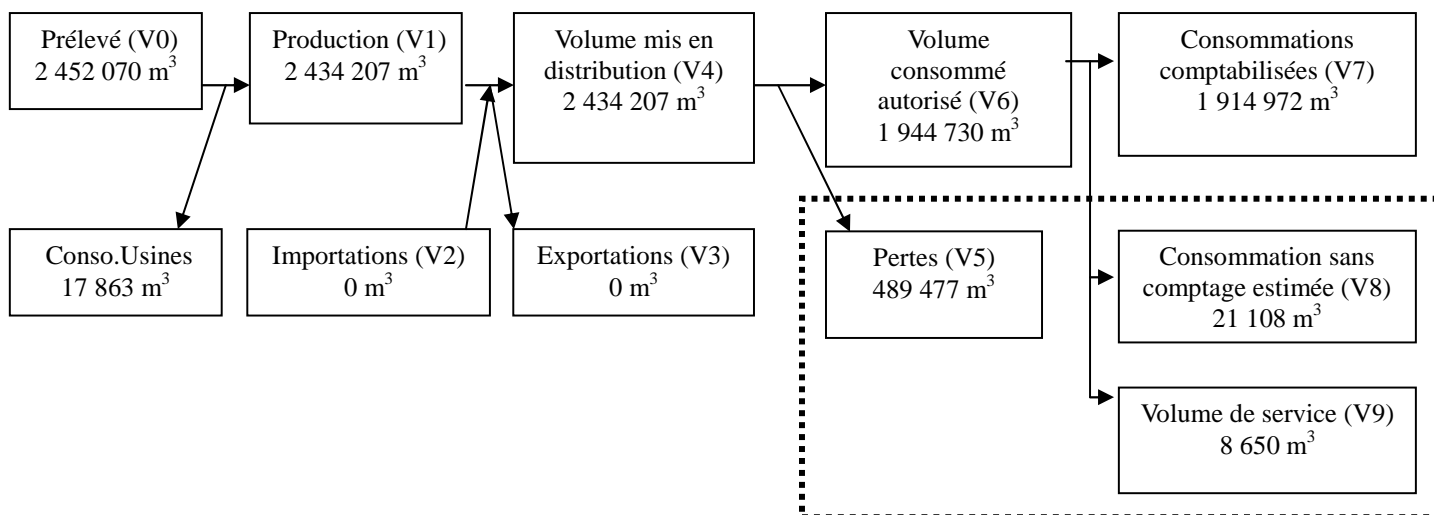 Prélevé (V0)
2 452 070 m³
Production (V1)
2 434 207 m³
Volume mis en
distribution (V4)
2 434 207 m³
Volume
consommé
autorisé (V6)
1 944 730 m³
Consommations
comptabilisées (V7)
1 914 972 m³
Conso.Usines
17 863 m³
Importations (V2)
0 m³
Exportations (V3)
0 m³
Pertes (V5)
489 477 m³
Consommation sans
comptage estimée (V8)
21 108 m³
Volume de service (V9)
8 650 m³